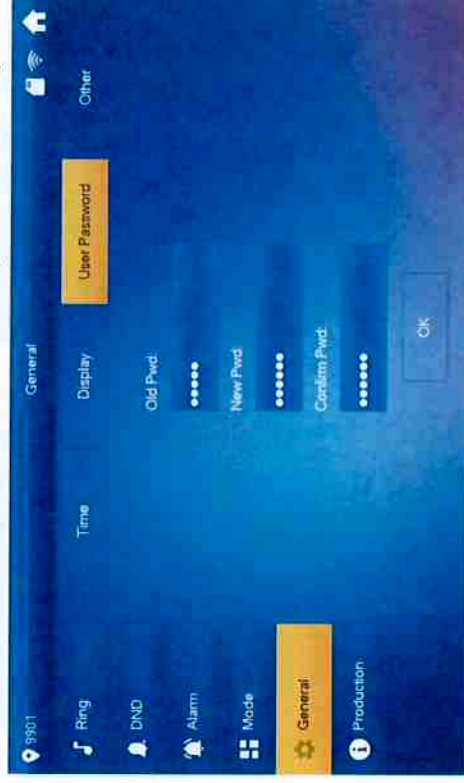 9901
General
Ring
DND
Alarm
Mode
General
Production
Time
Display
User Password
Other
Old Pwd:
••••••
New Pwd:
••••••
Confirm Pwd:
••••••
OK